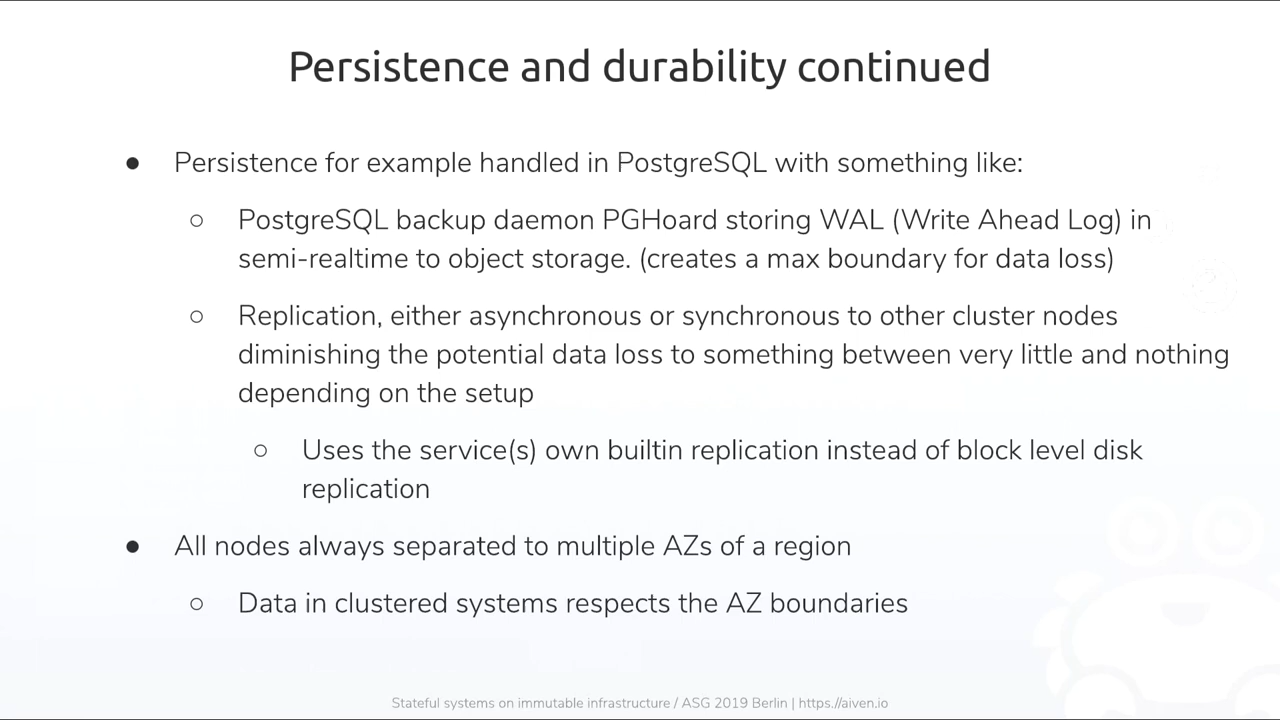 Persistence and durability continued
● Persistence for example handled in PostgreSQL with something like:
○ PostgreSQL backup daemon PGHoard storing WAL (Write Ahead Log) in
semi-realtime to object storage. (creates a max boundary for data loss)
○ Replication, either asynchronous or synchronous to other cluster nodes
diminishing the potential data loss to something between very little and nothing
depending on the setup
○ Uses the service(s) own builtin replication instead of block level disk
replication
● All nodes always separated to multiple AZs of a region
○ Data in clustered systems respects the AZ boundaries
Stateful systems on immutable infrastructure / ASG 2019 Berlin | https://aiven.io